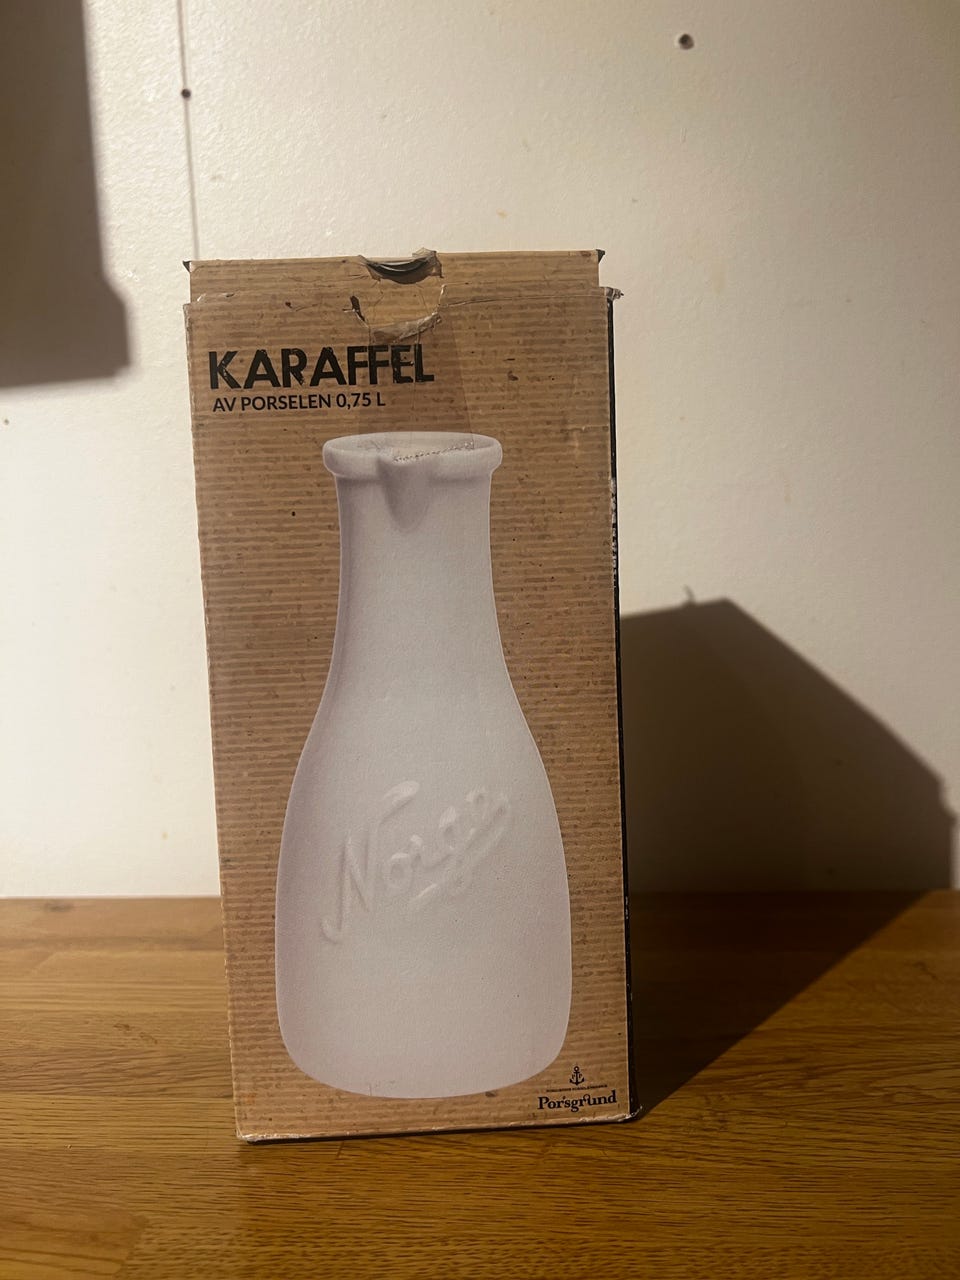 KARAFFEL
AV PORSELEN 0,75 L
Norge
Porsgrund